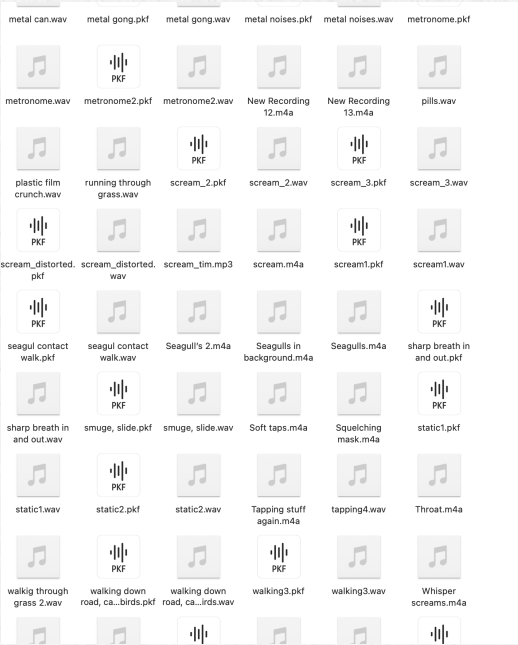 metal can.wav
metal gong.pkf
metal gong.wav
metal noises.pkf
metal noises.wav
metronome.pkf
PKF
metronome.wav
metronome2.pkf
metronome2.wav
New Recording
12.m4a
New Recording
13.m4a
pills.wav
PKF
PKF
plastic film
crunch.wav
running through
grass.wav
scream_2.pkf
scream_2.wav
scream_3.pkf
scream_3.wav
PKF
PKF
scream_distorted.
pkf
scream_distorted.
wav
scream_tim.mp3
scream.m4a
scream1.pkf
scream1.wav
PKF
PKF
seagul contact
walk.pkf
seagul contact
walk.wav
Seagull's 2.m4a
Seagulls in
background.m4a
Seagulls.m4a
sharp breath in
and out.pkf
PKF
PKF
sharp breath in
and out.wav
smuge, slide.pkf
smuge, slide.wav
Soft taps.m4a
Squelching
mask.m4a
static1.pkf
PKF
static1.wav
static2.pkf
static2.wav
Tapping stuff
again.m4a
tapping4.wav
Throat.m4a
PKF
PKF
walkig through
grass 2.wav
walking down
road, ca...birds.pkf
walking down
road, ca...irds.wav
walking3.pkf
walking3.wav
Whisper
screams.m4a